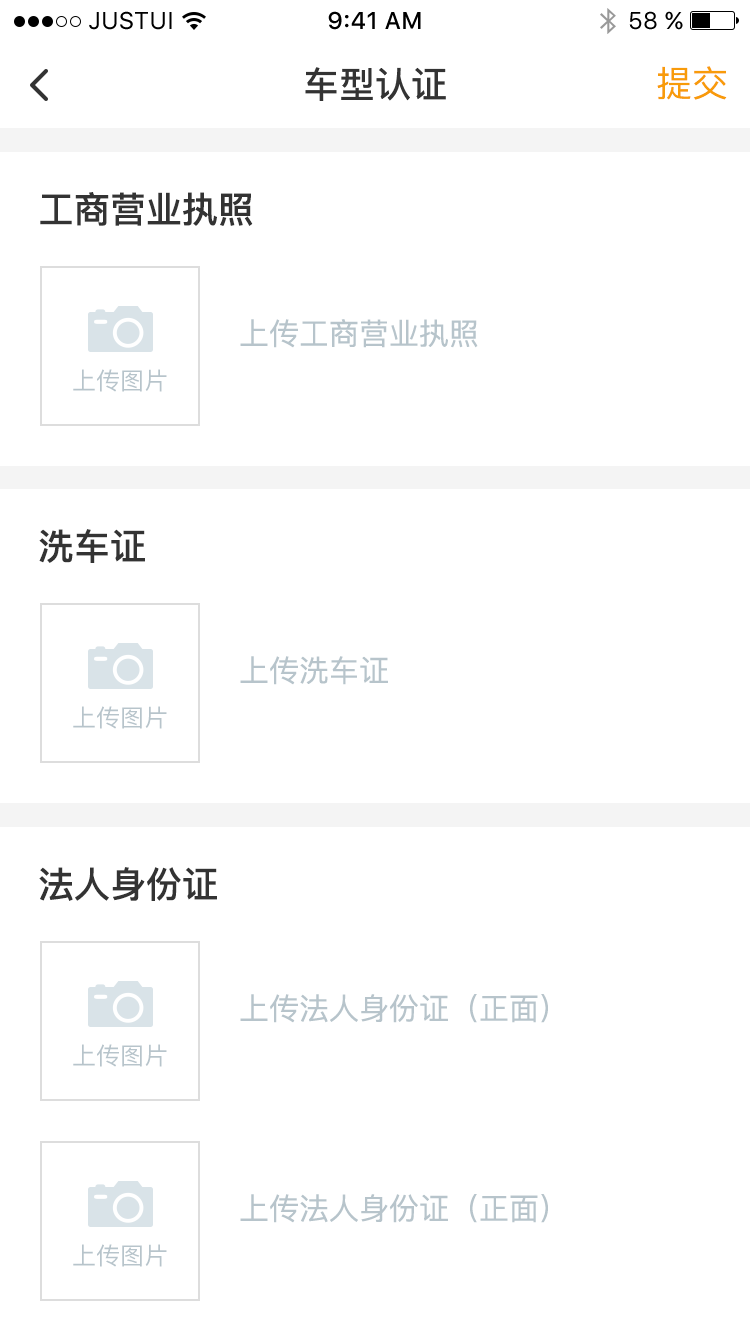 JUSTUI 9:41 AM 58 %
车型认证 提交
工商营业执照
上传图片
上传工商营业执照
洗车证
上传图片
上传洗车证
法人身份证
上传图片
上传法人身份证（正面）
上传图片
上传法人身份证（正面）